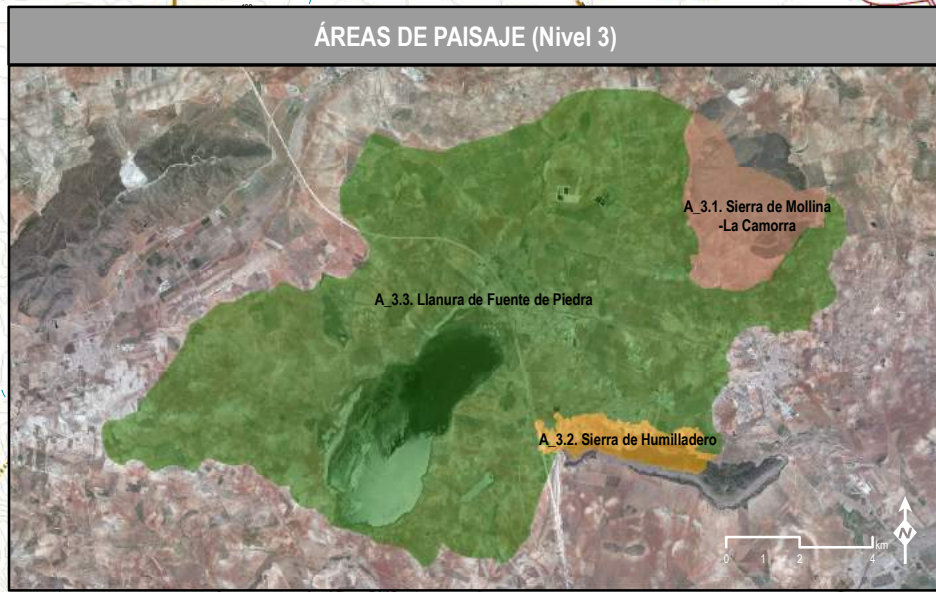 ÁREAS DE PAISAJE (Nivel 3)
A_3.1. Sierra de Mollina
-La Camorra
A_3.3. Llanura de Fuente de Piedra
A_3.2. Sierra de Humilladero
N
km
0 1 2 4